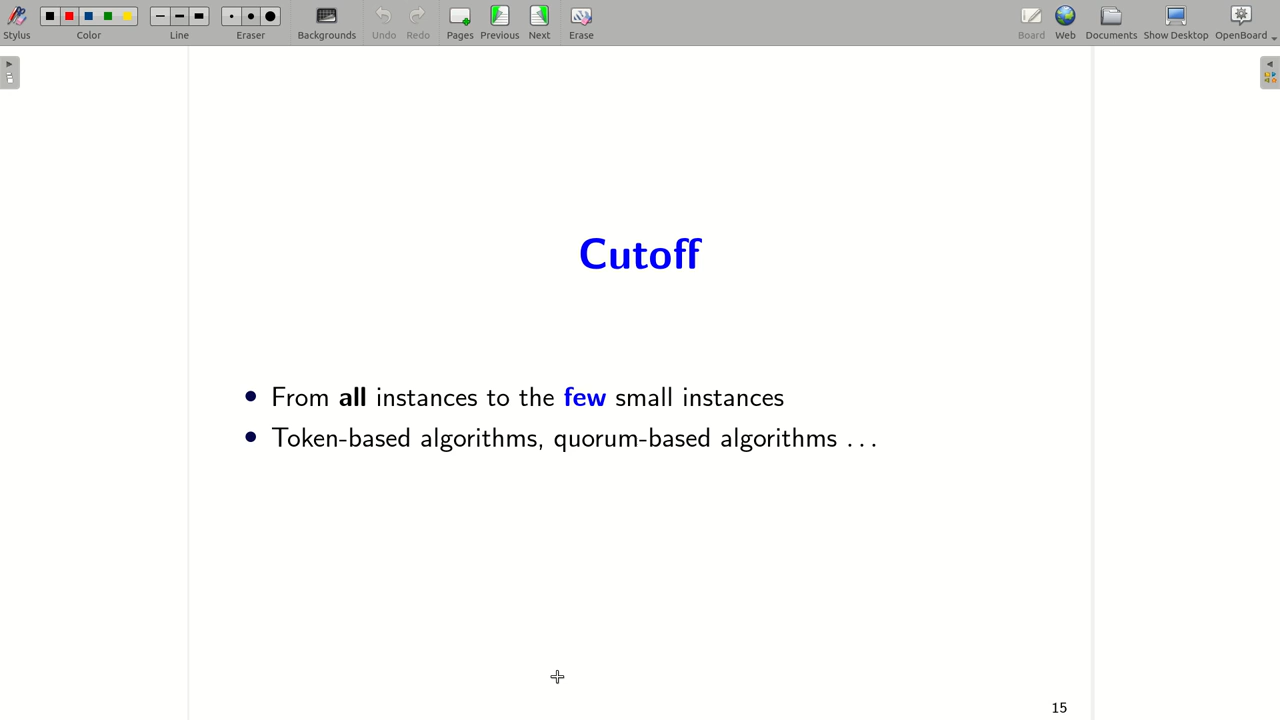 Stylus Color Line Eraser Backgrounds Undo Redo Pages Previous Next Erase Board Web Documents Show Desktop OpenBoard
Cutoff
• From all instances to the few small instances
• Token-based algorithms, quorum-based algorithms . . .
15